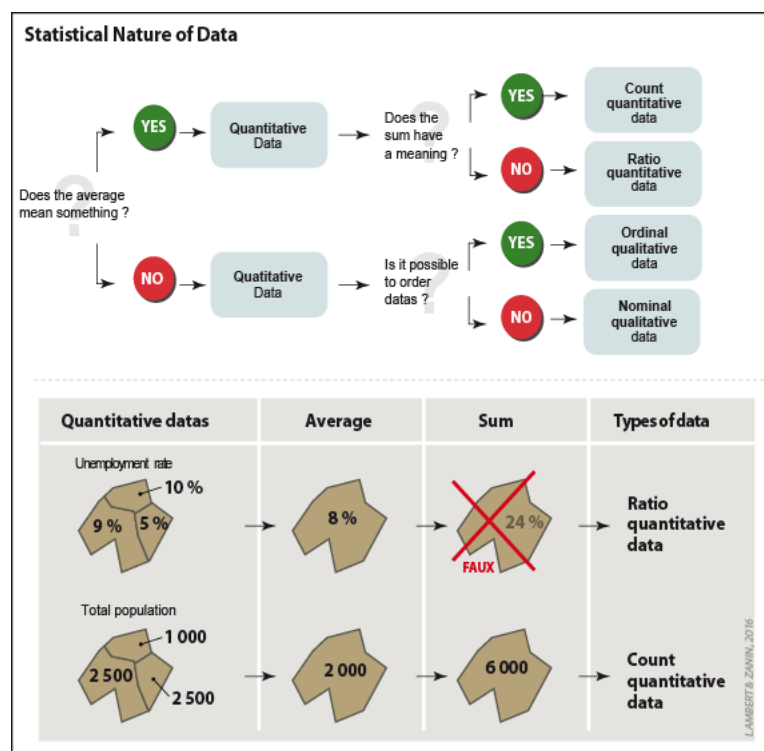 Statistical Nature of Data
Does the average
mean something ?
?
YES
Quantitative
Data
Does the
sum have
a meaning ?
?
YES
Count
quantitative
data
NO
Ratio
quantitative
data
NO
Quatitative
Data
Is it possible
to order
datas ?
?
YES
Ordinal
qualitative
data
NO
Nominal
qualitative
data
Quantitative datas
Average
Sum
Types of data
Unemployment rate
10 %
9 %
5 %
8 %
24 %
FAUX
Ratio
quantitative
data
Total population
1 000
2 500
2 500
2 000
6 000
Count
quantitative
data
LAMBERT & ZANIN, 2016